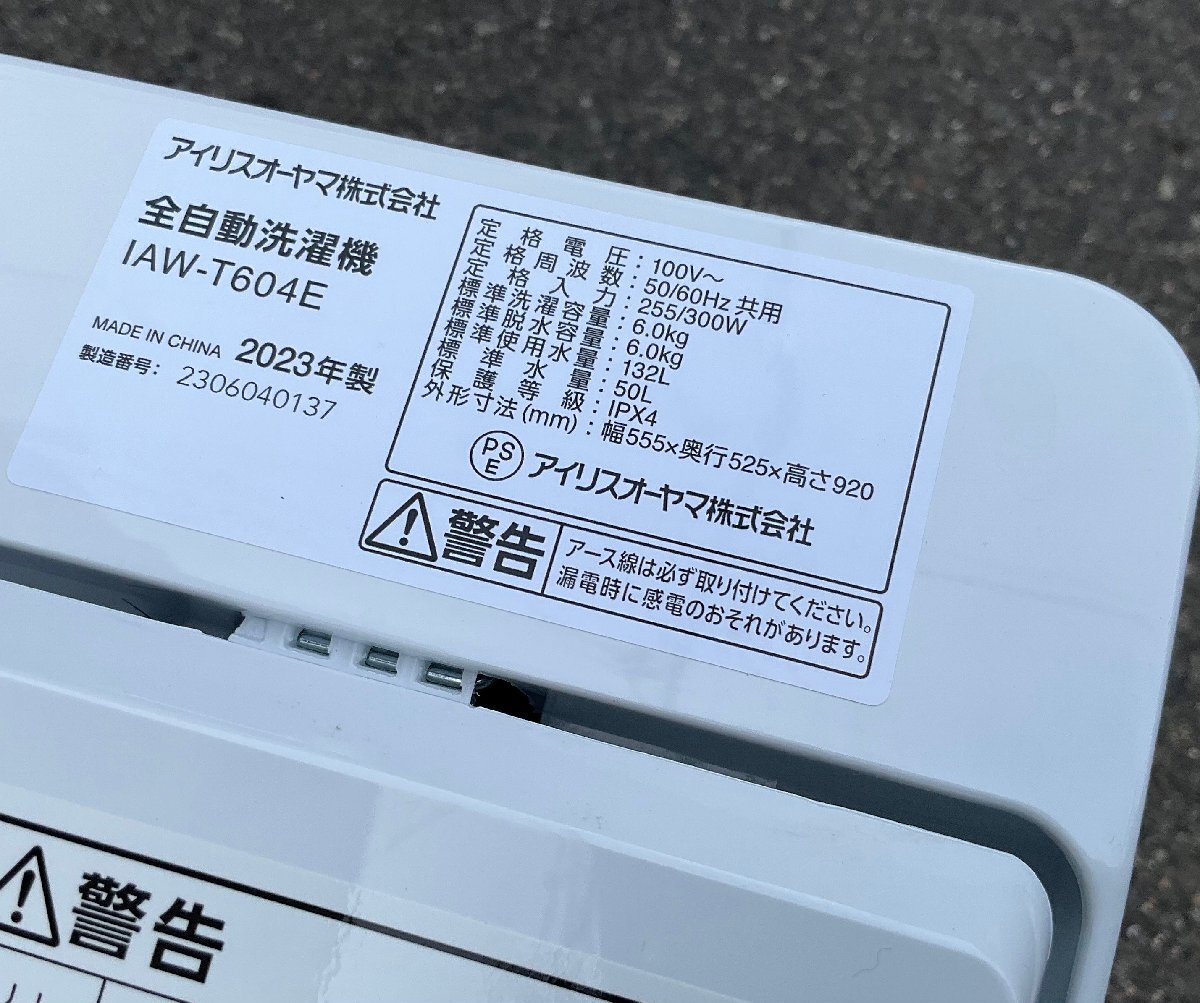 アイリスオーヤマ株式会社
全自動洗濯機
IAW-T604E
MADE IN CHINA 2023年製
製造番号: 2306040137
定格電圧 : 100V～
定格周波数 : 50/60Hz 共用
定格入力 : 255/300W
標準洗濯容量 : 6.0kg
標準脱水容量 : 6.0kg
標準使用水量 : 132L
標準水量 : 50L
保護等級 : IPX4
外形寸法(mm) : 幅555×奥行525×高さ920
PSE アイリスオーヤマ株式会社
警告
アース線は必ず取り付けてください。
漏電時に感電のおそれがあります。
警告